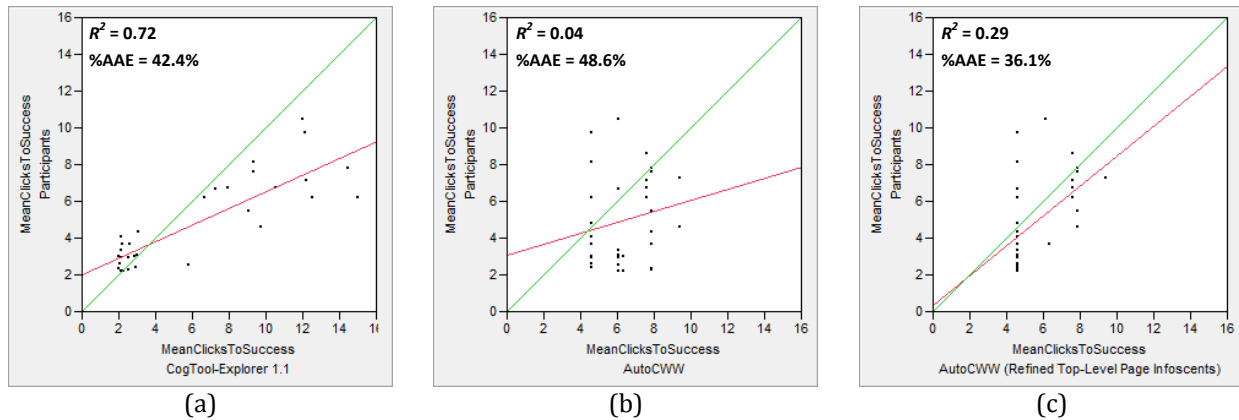 R² = 0.72
%AAE = 42.4%
16
14
12
10
8
6
4
2
0
MeanClicksToSuccess
Participants
0 2 4 6 8 10 12 14 16
MeanClicksToSuccess
CogTool-Explorer 1.1
(a)
R² = 0.04
%AAE = 48.6%
16
14
12
10
8
6
4
2
0
MeanClicksToSuccess
Participants
0 2 4 6 8 10 12 14 16
MeanClicksToSuccess
AutoCWW
(b)
R² = 0.29
%AAE = 36.1%
16
14
12
10
8
6
4
2
0
MeanClicksToSuccess
Participants
0 2 4 6 8 10 12 14 16
MeanClicksToSuccess
AutoCWW (Refined Top-Level Page Infoscents)
(c)